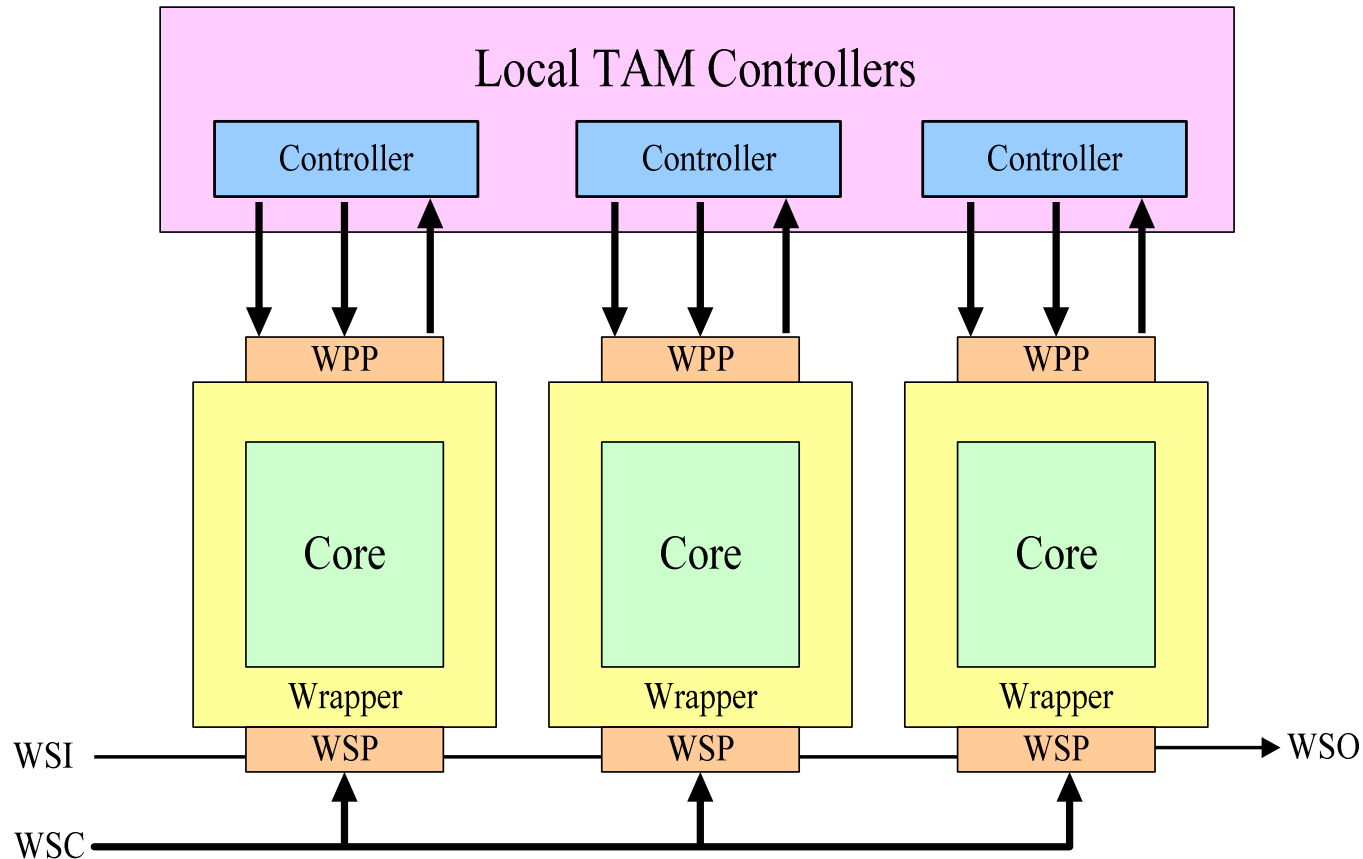 Local TAM Controllers
Controller Controller Controller
WPP WPP WPP
Core Core Core
Wrapper Wrapper Wrapper
WSI WSP WSP WSP WSO
WSC